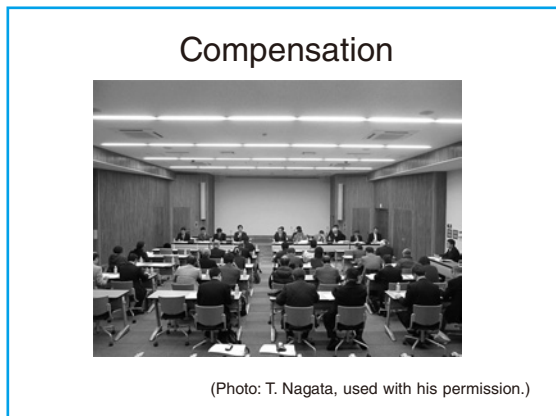 Compensation
(Photo: T. Nagata, used with his permission.)